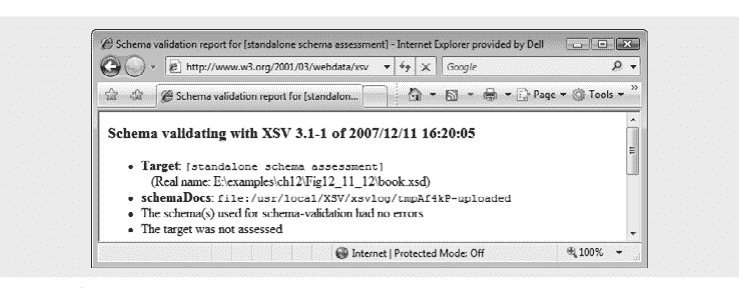 Schema validation report for [standalone schema assessment] - Internet Explorer provided by Dell
http://www.w3.org/2001/03/webdata/xsv
Google
Schema validation report for [standalon...
Page
Tools
Schema validating with XSV 3.1-1 of 2007/12/11 16:20:05
• Target: [standalone schema assessment]
(Real name: E:\examples\ch12\Fig12_11_12\book.xsd)
• schemaDocs: file:/usr/local/XSV/xsvlog/tmpAf4kP-uploaded
• The schema(s) used for schema-validation had no errors
• The target was not assessed
Internet | Protected Mode: Off
100%